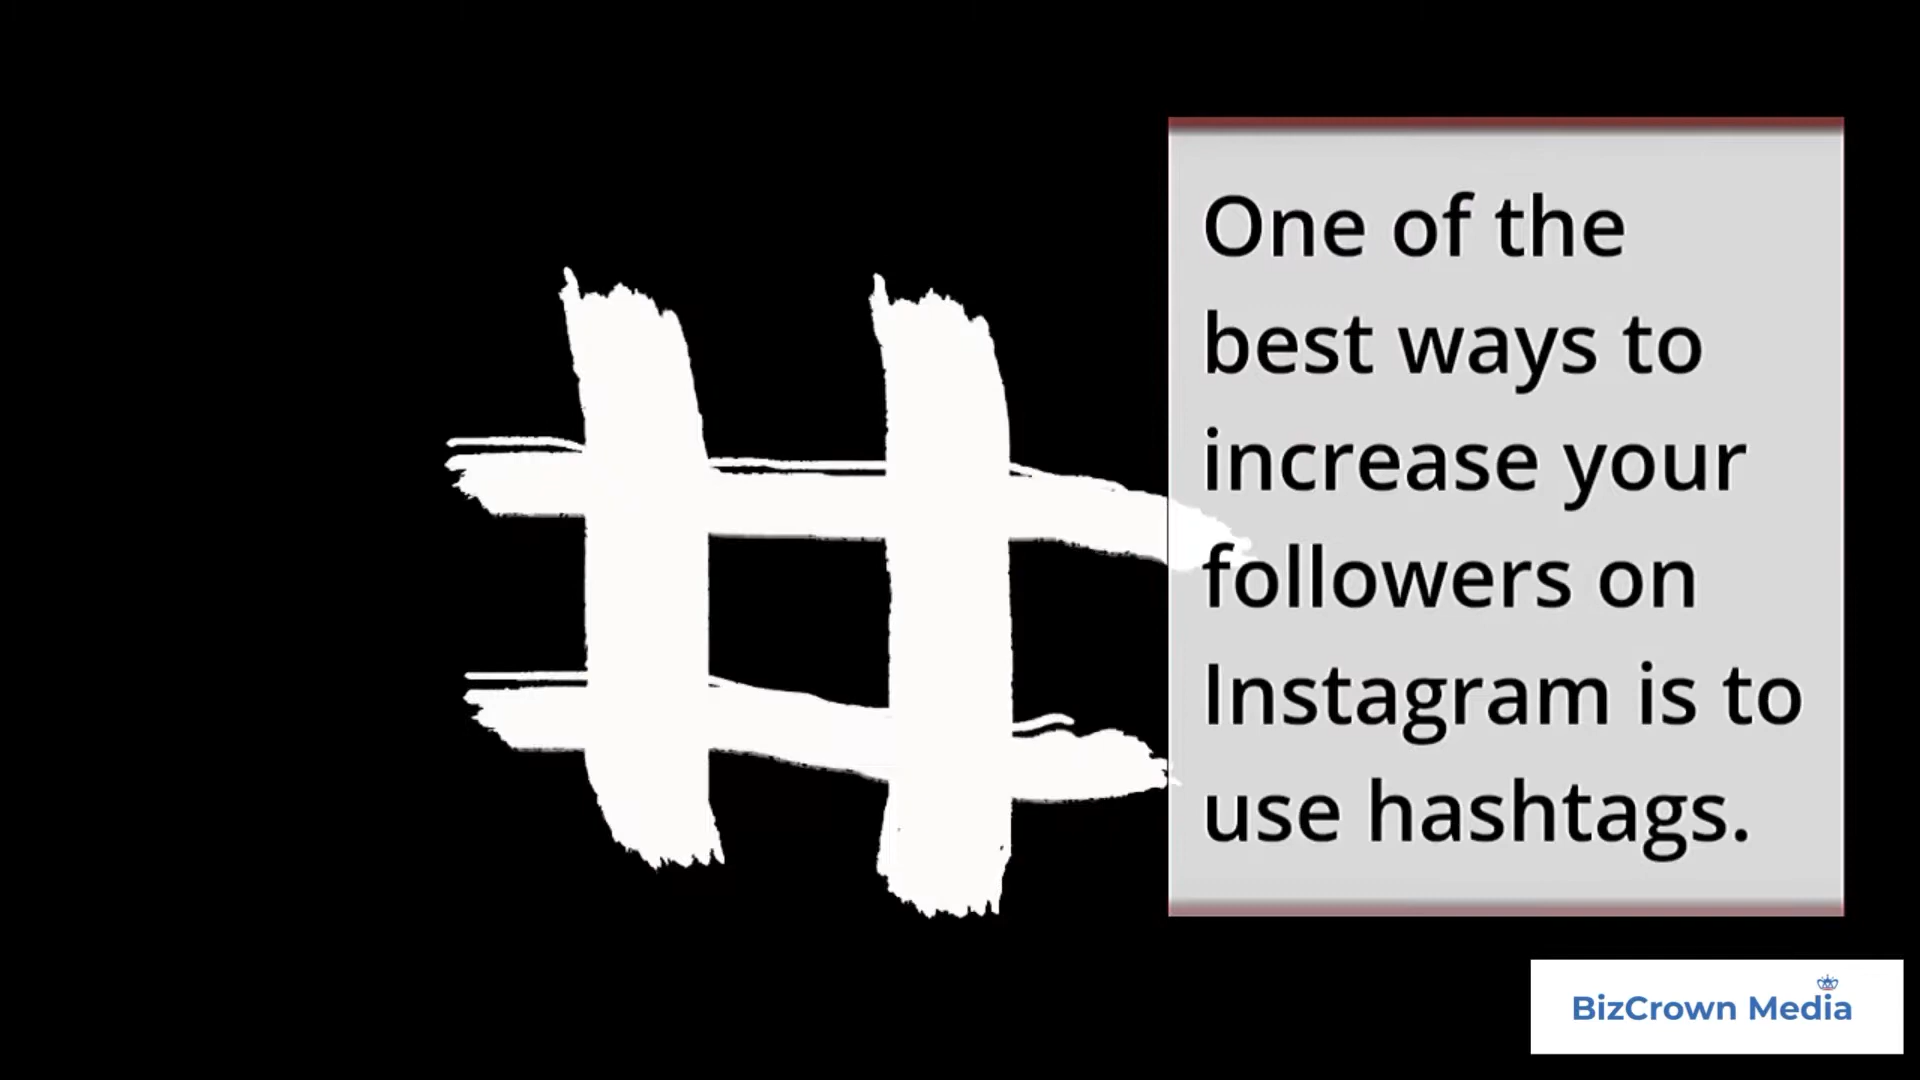 #
One of the
best ways to
increase your
followers on
Instagram is to
use hashtags.
BizCrown Media